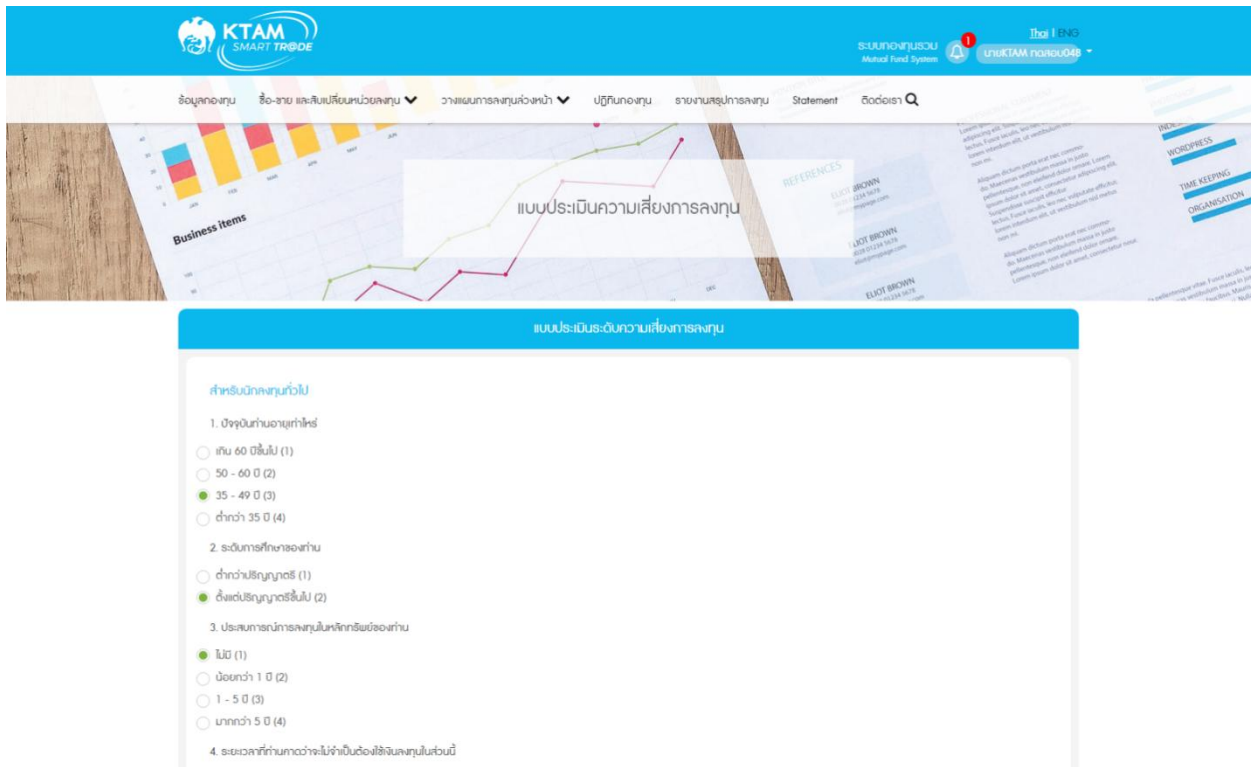 KTAM
SMART TR@DE
Thai | ENG
ระบบกองทุนรวม
Mutual Fund System
1
นายKTAM ทดสอบ048
ข้อมูลกองทุน ซื้อ-ขาย และสับเปลี่ยนหน่วยลงทุน วางแผนการลงทุนล่วงหน้า ปฏิทินกองทุน รายงานสรุปการลงทุน Statement ติดต่อเรา
Business items
REFERENCES
ELIOT BROWN
ELIOT BROWN
ELIOT BROWN
WORDPRESS
TIME KEEPING
ORGANISATION
แบบประเมินความเสี่ยงการลงทุน
แบบประเมินระดับความเสี่ยงการลงทุน
สำหรับนักลงทุนทั่วไป
1. ปัจจุบันท่านอายุเท่าไหร่
เกิน 60 ปีขึ้นไป (1)
50 - 60 ปี (2)
35 - 49 ปี (3)
ต่ำกว่า 35 ปี (4)
2. ระดับการศึกษาของท่าน
ต่ำกว่าปริญญาตรี (1)
ตั้งแต่ปริญญาตรีขึ้นไป (2)
3. ประสบการณ์การลงทุนในหลักทรัพย์ของท่าน
ไม่มี (1)
น้อยกว่า 1 ปี (2)
1 - 5 ปี (3)
มากกว่า 5 ปี (4)
4. ระยะเวลาที่ท่านคาดว่าจะไม่จำเป็นต้องใช้เงินลงทุนในส่วนนี้